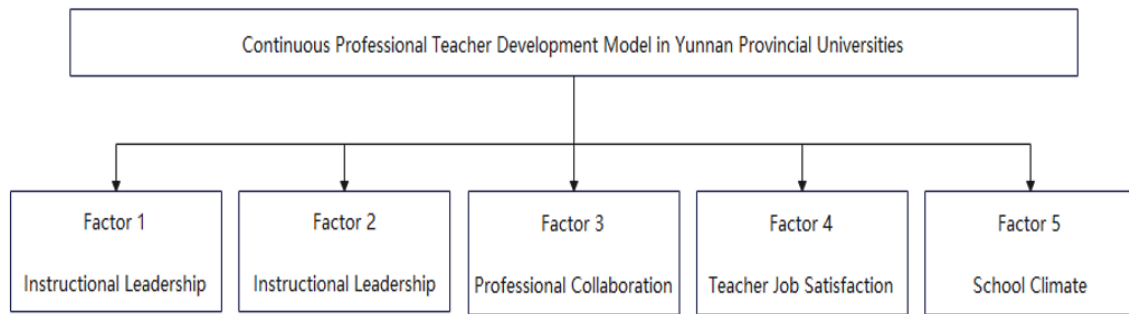 Continuous Professional Teacher Development Model in Yunnan Provincial Universities
Factor 1
Instructional Leadership
Factor 2
Instructional Leadership
Factor 3
Professional Collaboration
Factor 4
Teacher Job Satisfaction
Factor 5
School Climate